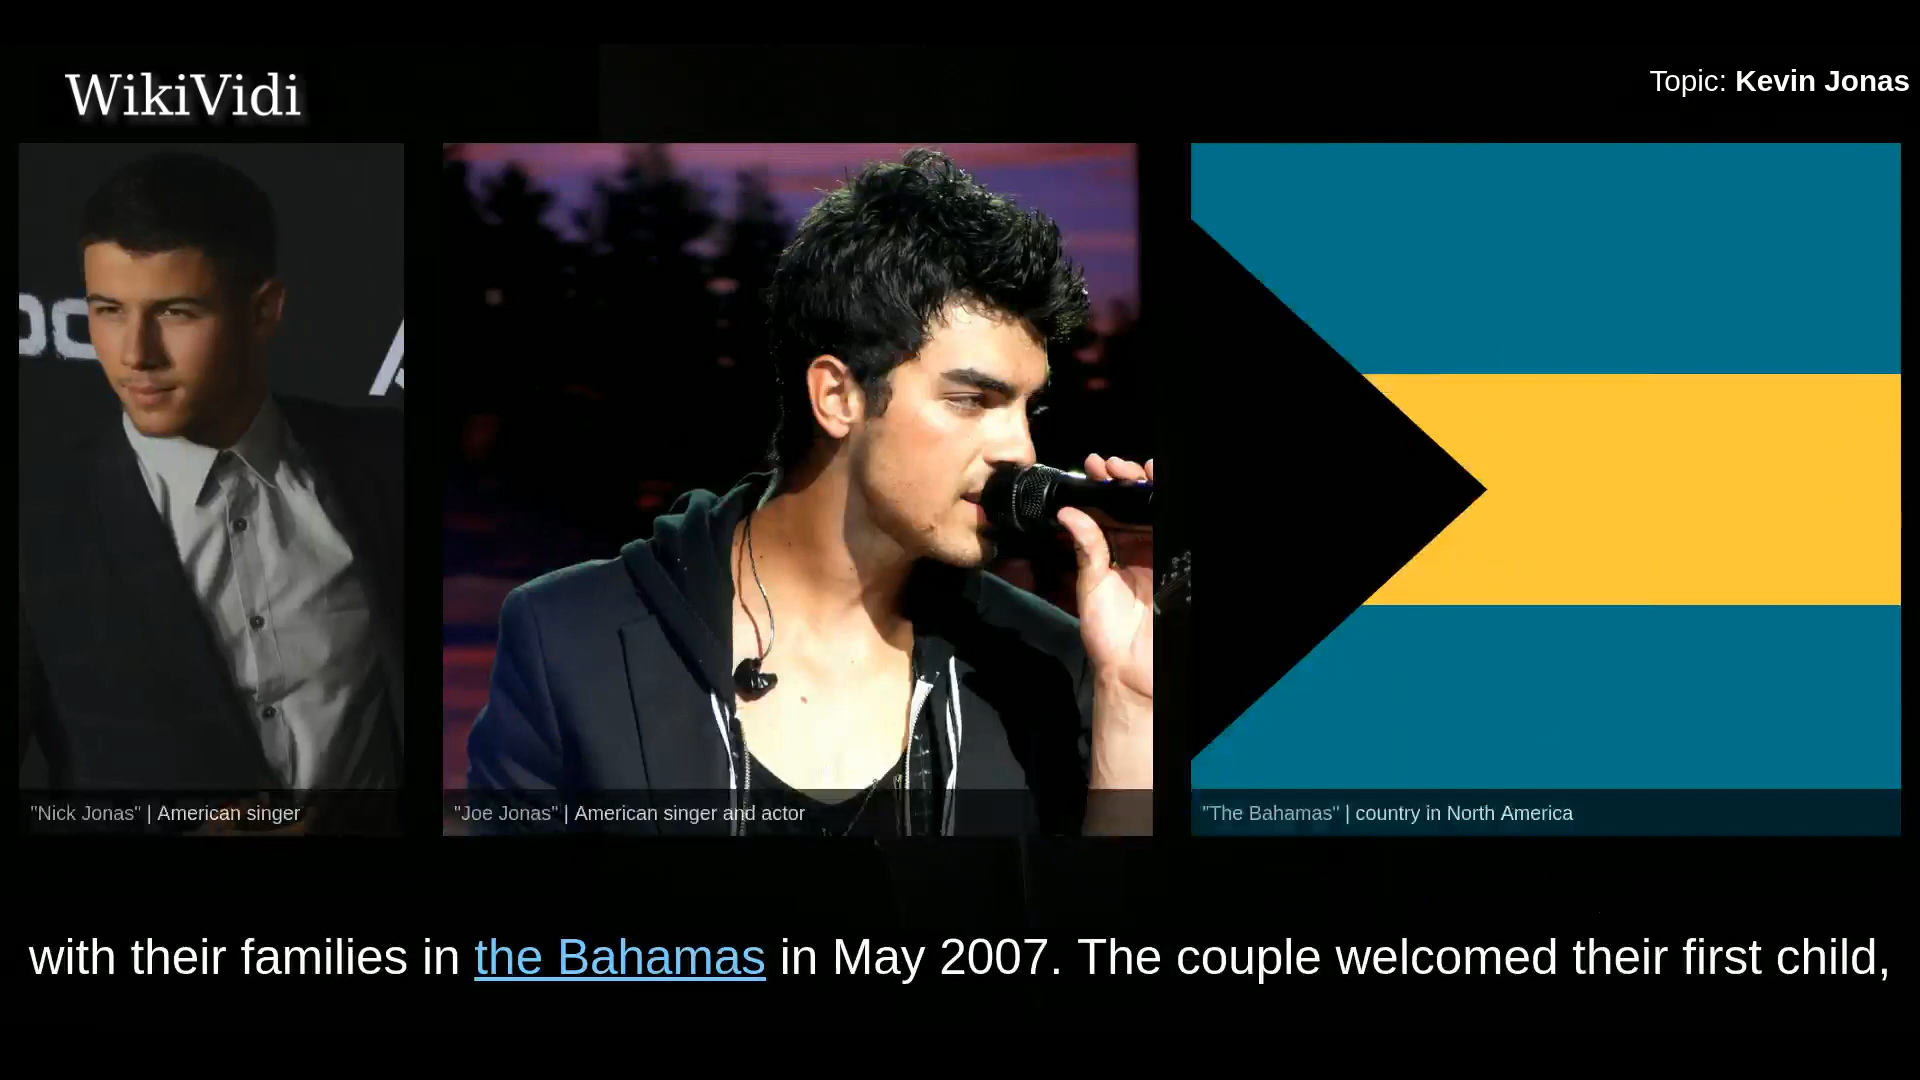 WikiVidi
Topic: Kevin Jonas
"Nick Jonas" | American singer
"Joe Jonas" | American singer and actor
"The Bahamas" | country in North America
with their families in the Bahamas in May 2007. The couple welcomed their first child,